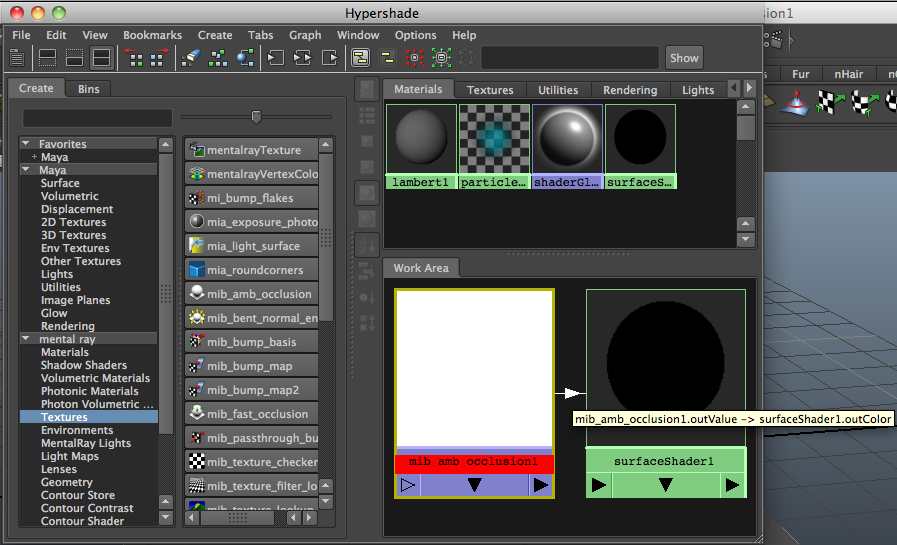 Hypershade
sion1
File Edit View Bookmarks Create Tabs Graph Window Options Help
Show
Fur nHair
Create Bins
Materials Textures Utilities Rendering Lights
Favorites
+ Maya
Maya
Surface
Volumetric
Displacement
2D Textures
3D Textures
Env Textures
Other Textures
Lights
Utilities
Image Planes
Glow
Rendering
mental ray
Materials
Shadow Shaders
Volumetric Materials
Photonic Materials
Photon Volumetric ...
Textures
Environments
MentalRay Lights
Light Maps
Lenses
Geometry
Contour Store
Contour Contrast
Contour Shader
mentalrayTexture
mentalrayVertexColo
mi_bump_flakes
mia_exposure_photo
mia_light_surface
mia_roundcorners
mib_amb_occlusion
mib_bent_normal_en
mib_bump_basis
mib_bump_map
mib_bump_map2
mib_fast_occlusion
mib_passthrough_bu
mib_texture_checker
mib_texture_filter_lo
mib_texture_lookup
lambert1 particle... shaderGl... surfaceS...
Work Area
mib_amb_occlusion1.outValue -> surfaceShader1.outColor
mib_amb_occlusion1
surfaceShader1